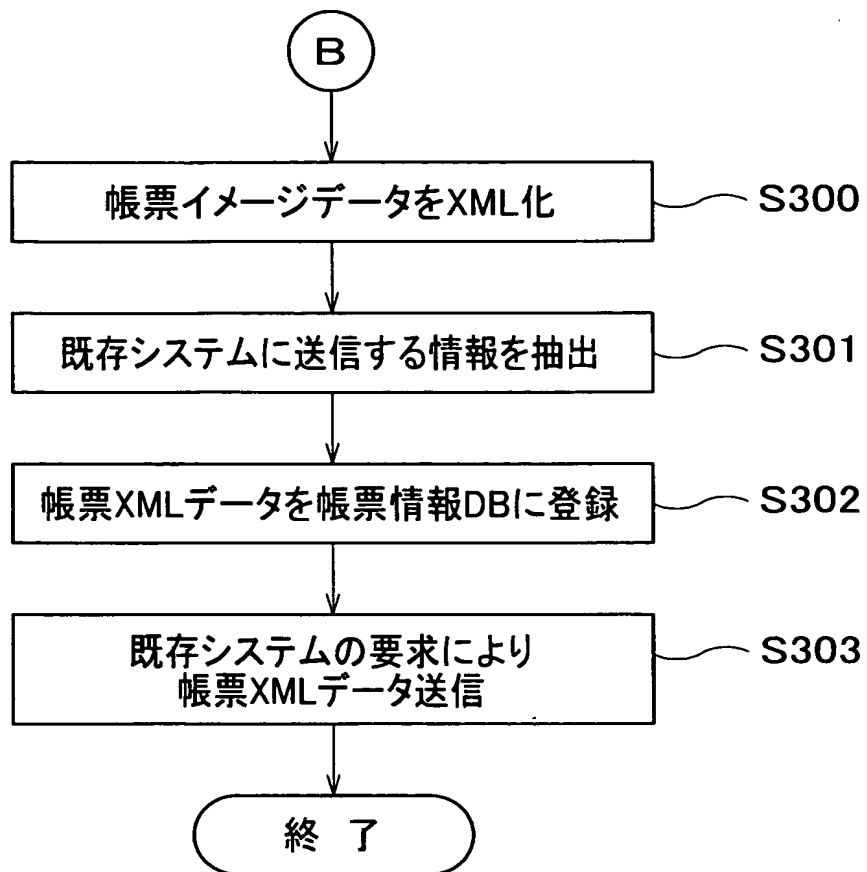 B
帳票イメージデータをXML化
S300
既存システムに送信する情報を抽出
S301
帳票XMLデータを帳票情報DBに登録
S302
既存システムの要求により
帳票XMLデータ送信
S303
終 了